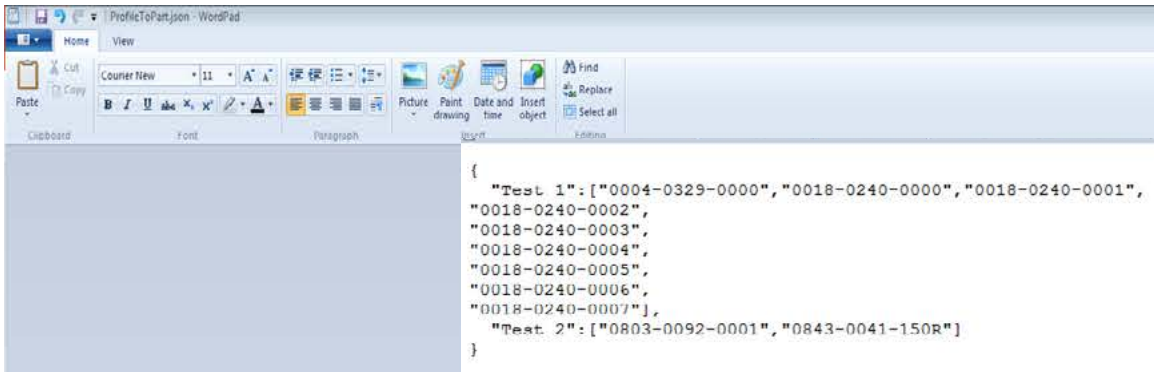 ProfileToPart.json - WordPad
Home View
Cut
Copy
Paste
Clipboard
Courier New 11 A A
B I U abc X₂ X² A
Font
Paragraph
Picture
Paint drawing
Date and time
Insert object
Insert
Find
Replace
Select all
Editing
{
"Test 1":["0004-0329-0000","0018-0240-0000","0018-0240-0001",
"0018-0240-0002",
"0018-0240-0003",
"0018-0240-0004",
"0018-0240-0005",
"0018-0240-0006",
"0018-0240-0007"],
"Test 2":["0803-0092-0001","0843-0041-150R"]
}